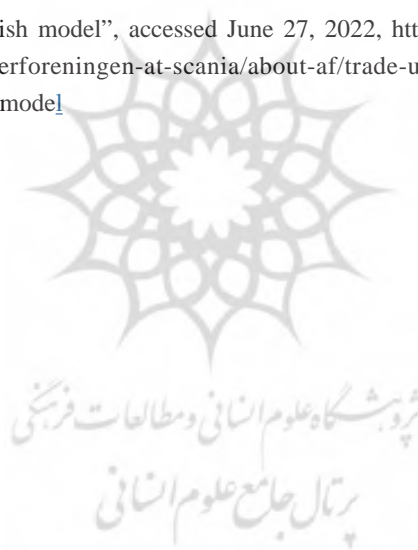 ish model”, accessed June 27, 2022, htt
erforeningen-at-scania/about-af/trade-u
model
پژوهشگاه علوم انسانی و مطالعات فرهنگی
پرتال جامع علوم انسانی